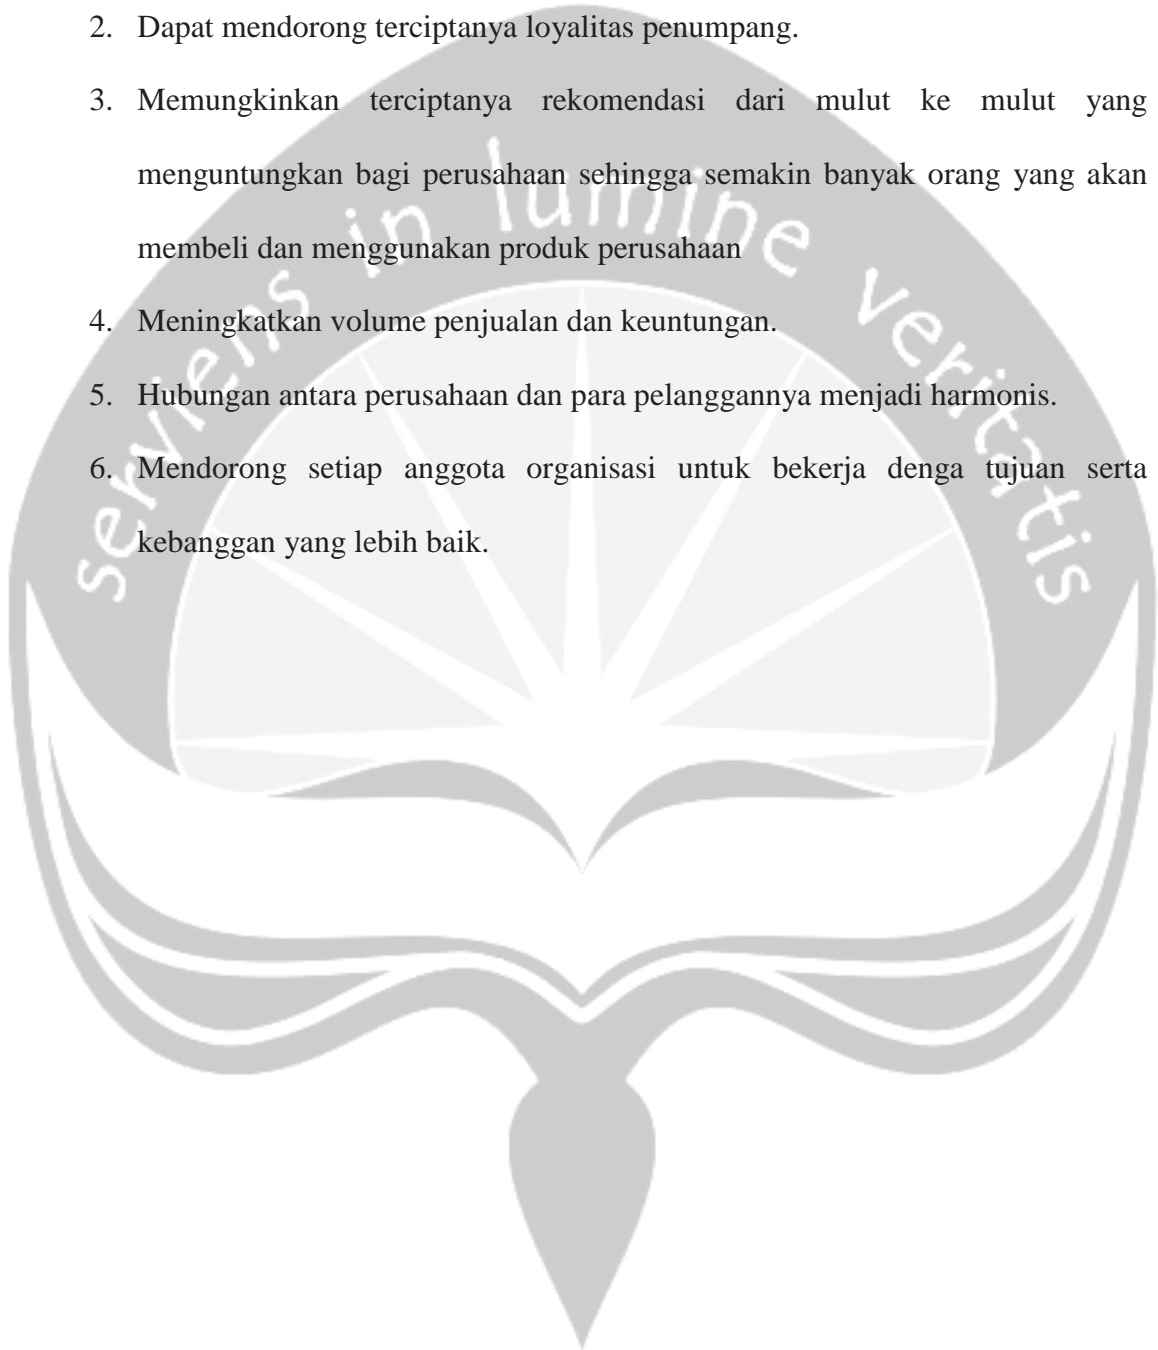 2. Dapat mendorong terciptanya loyalitas penumpang.
3. Memungkinkan terciptanya rekomendasi dari mulut ke mulut yang
menguntungkan bagi perusahaan sehingga semakin banyak orang yang akan
membeli dan menggunakan produk perusahaan
4. Meningkatkan volume penjualan dan keuntungan.
5. Hubungan antara perusahaan dan para pelanggannya menjadi harmonis.
6. Mendorong setiap anggota organisasi untuk bekerja denga tujuan serta
kebanggan yang lebih baik.
serviens in lumine veritatis